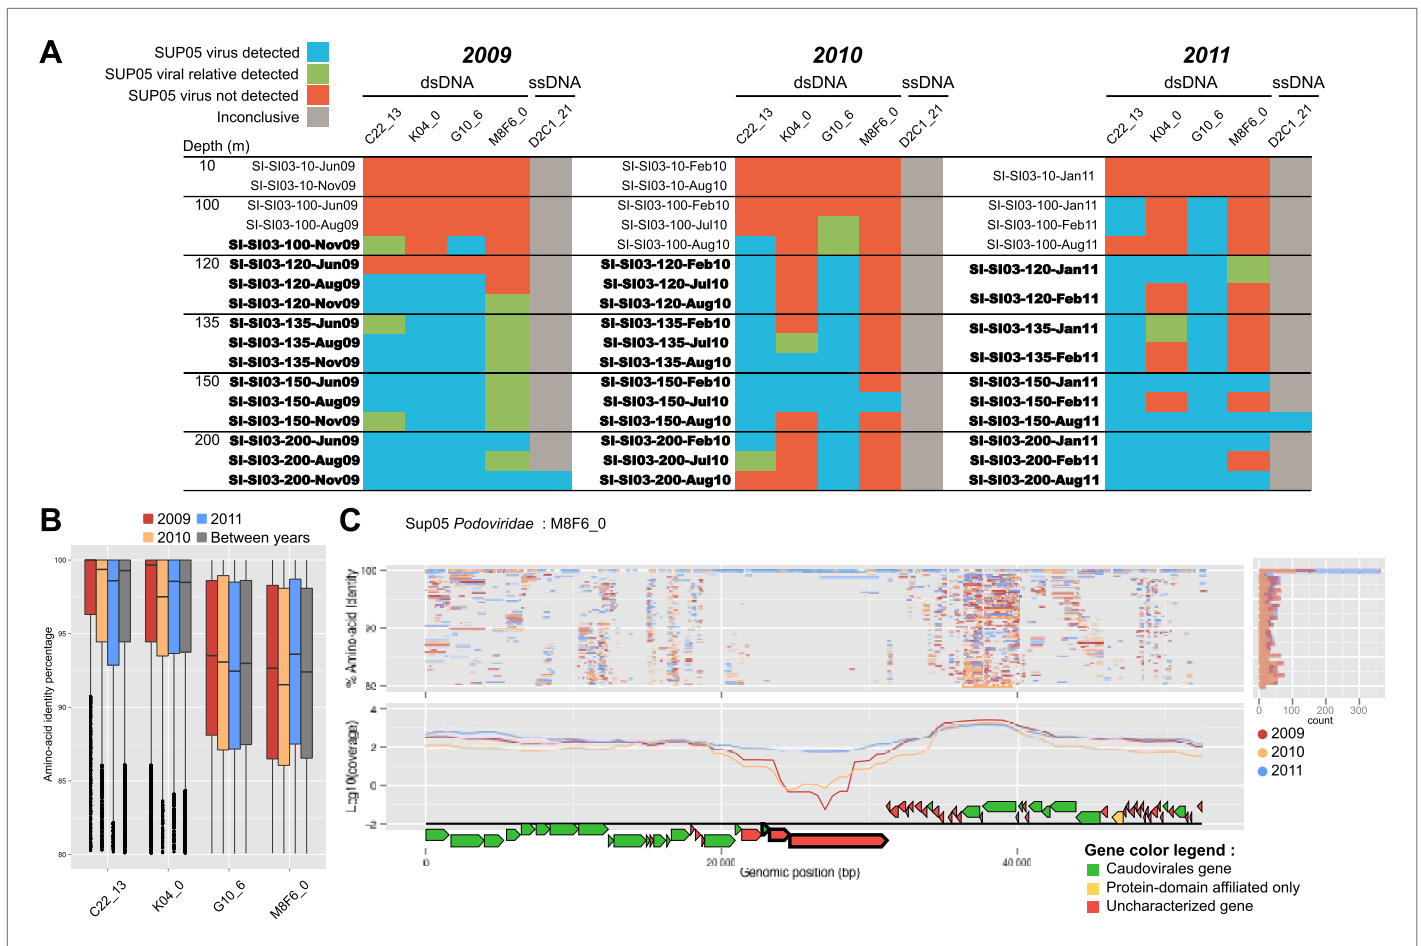 A
SUP05 virus detected
SUP05 viral relative detected
SUP05 virus not detected
Inconclusive
2009
2010
2011
dsDNA ssDNA
dsDNA ssDNA
dsDNA ssDNA
C22_13 K04_0 G10_6 M8F6_0 D2C1_21
C22_13 K04_0 G10_6 M8F6_0 D2C1_21
C22_13 K04_0 G10_6 M8F6_0 D2C1_21
Depth (m)
10 SI-SI03-10-Jun09 SI-SI03-10-Feb10 SI-SI03-10-Jan11
SI-SI03-10-Nov09 SI-SI03-10-Aug10
100 SI-SI03-100-Jun09 SI-SI03-100-Feb10 SI-SI03-100-Jan11
SI-SI03-100-Aug09 SI-SI03-100-Jul10 SI-SI03-100-Feb11
SI-SI03-100-Nov09 SI-SI03-100-Aug10 SI-SI03-100-Aug11
120 SI-SI03-120-Jun09 SI-SI03-120-Feb10 SI-SI03-120-Jan11
SI-SI03-120-Aug09 SI-SI03-120-Jul10
SI-SI03-120-Nov09 SI-SI03-120-Aug10 SI-SI03-120-Feb11
135 SI-SI03-135-Jun09 SI-SI03-135-Feb10 SI-SI03-135-Jan11
SI-SI03-135-Aug09 SI-SI03-135-Jul10
SI-SI03-135-Nov09 SI-SI03-135-Aug10 SI-SI03-135-Feb11
150 SI-SI03-150-Jun09 SI-SI03-150-Feb10 SI-SI03-150-Jan11
SI-SI03-150-Aug09 SI-SI03-150-Jul10 SI-SI03-150-Feb11
SI-SI03-150-Nov09 SI-SI03-150-Aug10 SI-SI03-150-Aug11
200 SI-SI03-200-Jun09 SI-SI03-200-Feb10 SI-SI03-200-Jan11
SI-SI03-200-Aug09 SI-SI03-200-Jul10 SI-SI03-200-Feb11
SI-SI03-200-Nov09 SI-SI03-200-Aug10 SI-SI03-200-Aug11
B
2009 2011
2010 Between years
Amino-acid identity percentage
100
95
90
85
80
C22_13 K04_0 G10_6 M8F6_0
C
Sup05 Podoviridae : M8F6_0
% Amino-acid identity
100
90
80
Log10(coverage)
4
2
0
−2
0 20 000 40 000
Genomic position (bp)
0 100 200 300
count
2009
2010
2011
Gene color legend :
Caudovirales gene
Protein-domain affiliated only
Uncharacterized gene